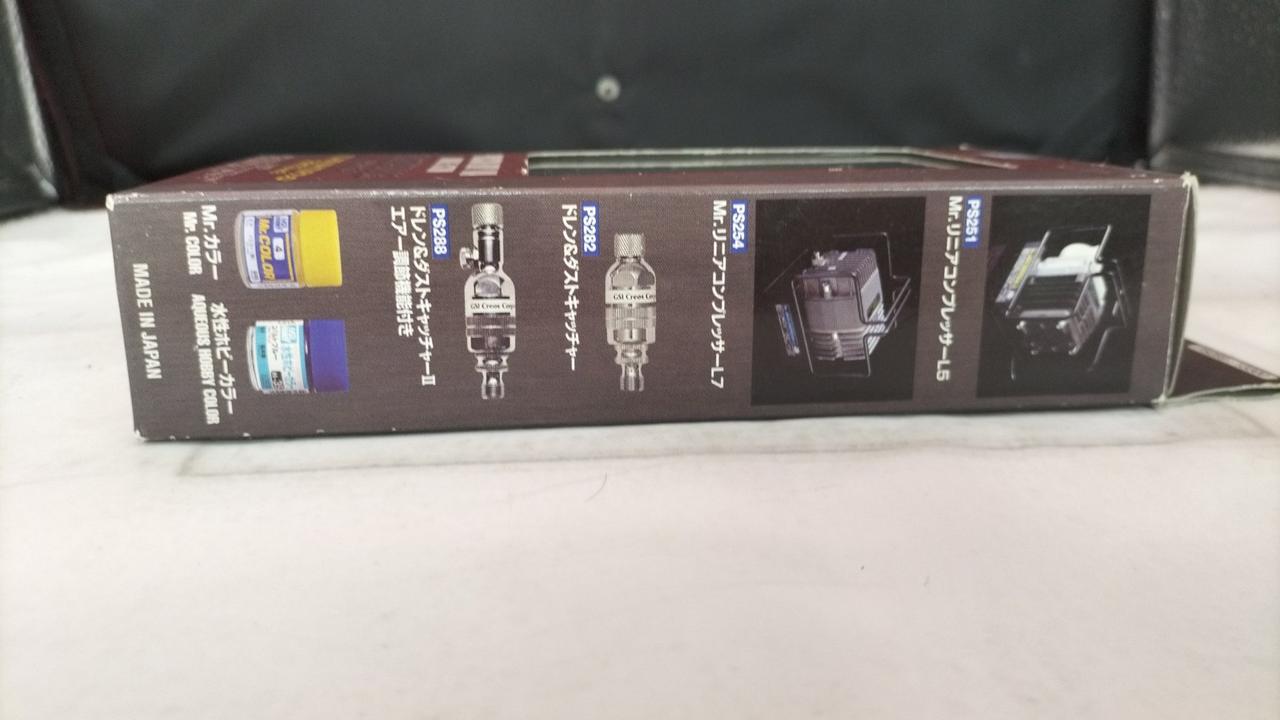 PS251
Mr.リニアコンプレッサーL5
PS254
Mr.リニアコンプレッサーL7
PS282
ドレン&ダストキャッチャー
GSI Creos Corp
PS288
ドレン&ダストキャッチャーII
エアー調節機能付き
GSI Creos Corp
Mr.カラー
Mr. COLOR
Mr.COLOR
水性ホビーカラー
AQUEOUS HOBBY COLOR
MADE IN JAPAN